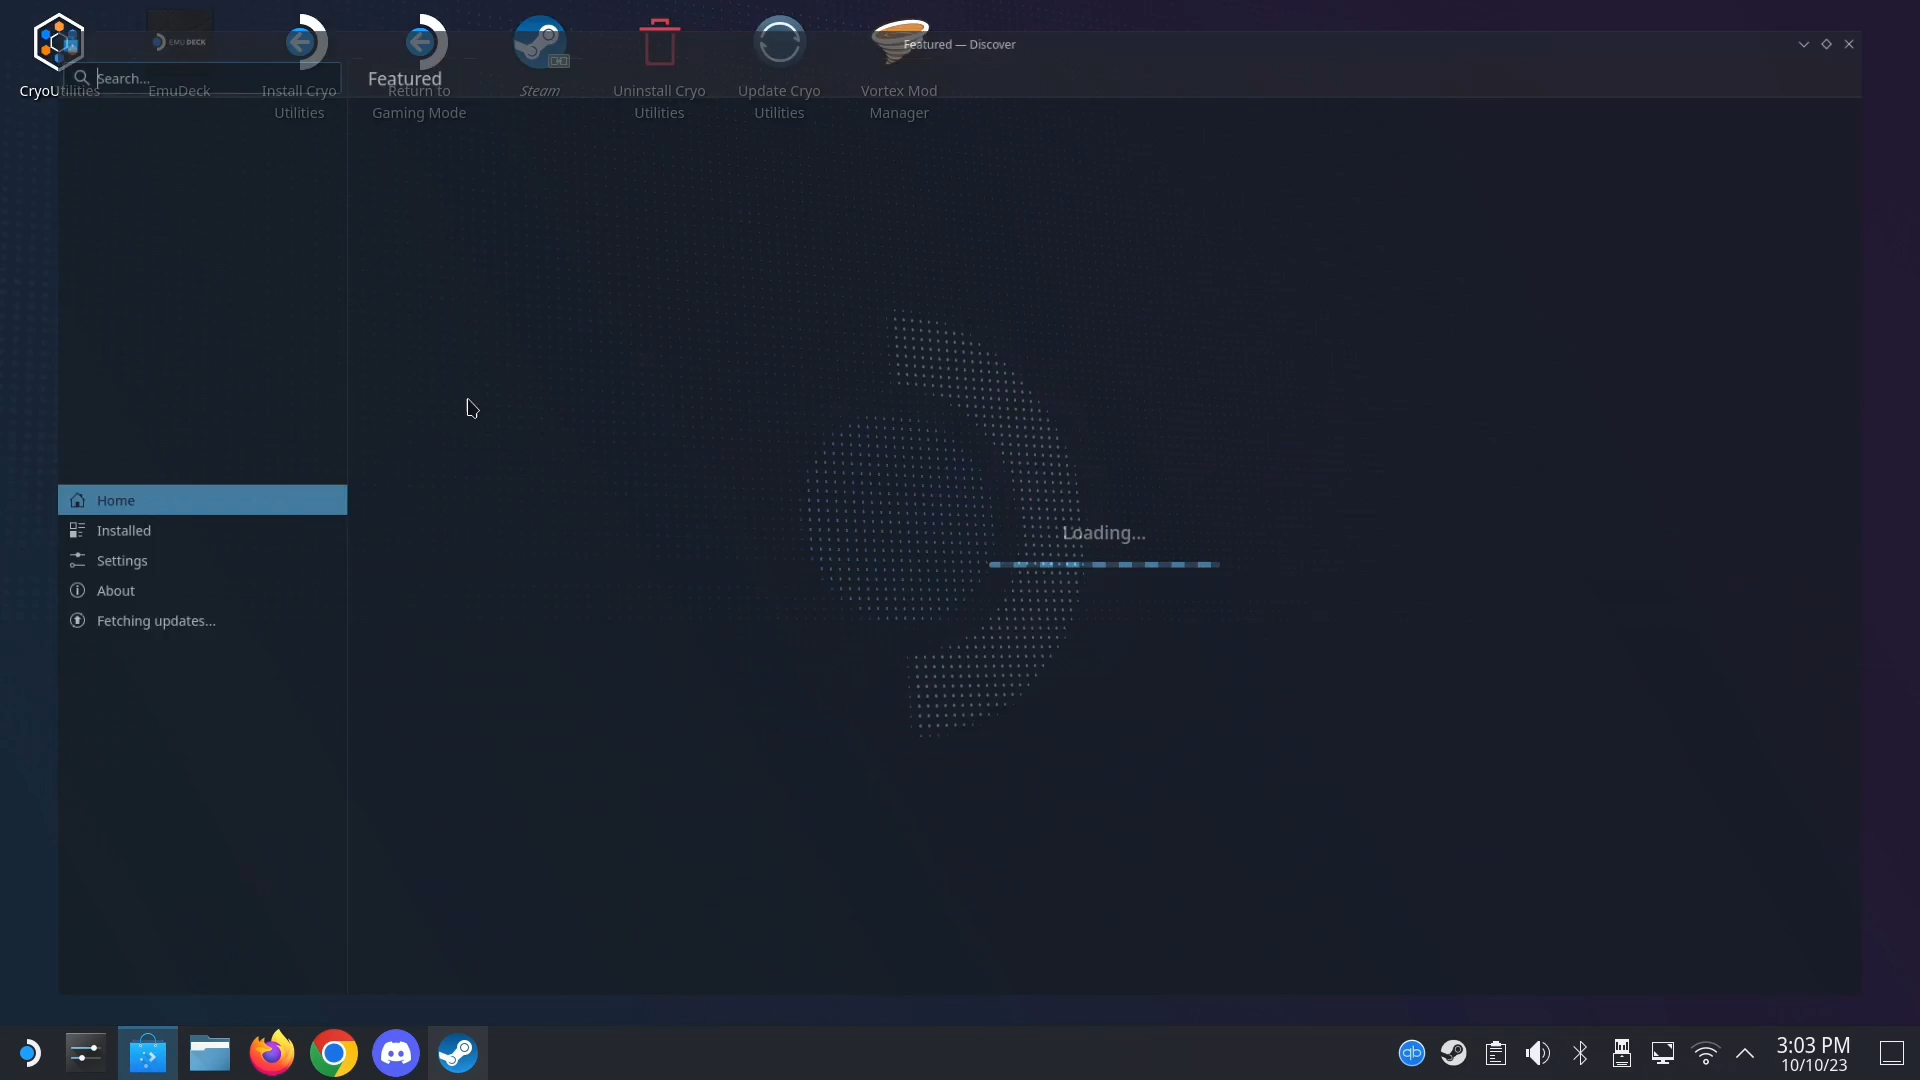 Featured — Discover
Search...
Featured
CryoUtilities
EMUDECK
EmuDeck
Install Cryo
Utilities
Return to
Gaming Mode
Steam
Uninstall Cryo
Utilities
Update Cryo
Utilities
Vortex Mod
Manager
Home
Installed
Settings
About
Fetching updates...
Loading...
3:03 PM
10/10/23